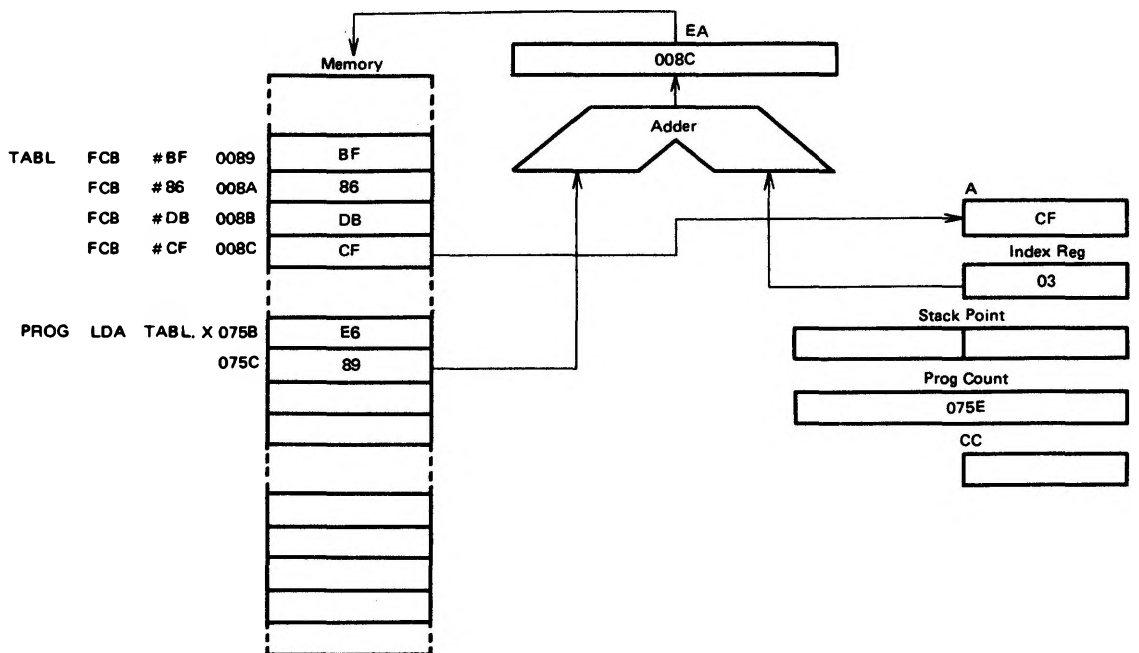 EA
008C
Memory
Adder
TABL FCB #BF 0089 BF
FCB #86 008A 86
FCB #DB 008B DB
FCB #CF 008C CF
A
CF
Index Reg
03
Stack Point
PROG LDA TABL. X 075B E6
075C 89
Prog Count
075E
CC